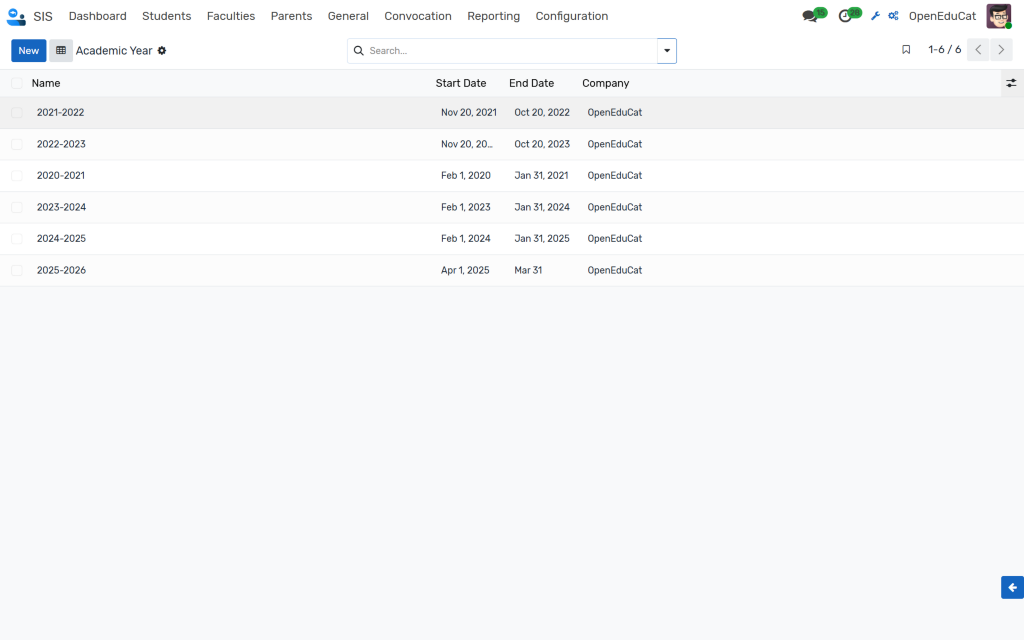 SIS Dashboard Students Faculties Parents General Convocation Reporting Configuration 15 28 OpenEduCat
New Academic Year Search... 1-6 / 6
Name Start Date End Date Company
2021-2022 Nov 20, 2021 Oct 20, 2022 OpenEduCat
2022-2023 Nov 20, 20... Oct 20, 2023 OpenEduCat
2020-2021 Feb 1, 2020 Jan 31, 2021 OpenEduCat
2023-2024 Feb 1, 2023 Jan 31, 2024 OpenEduCat
2024-2025 Feb 1, 2024 Jan 31, 2025 OpenEduCat
2025-2026 Apr 1, 2025 Mar 31 OpenEduCat